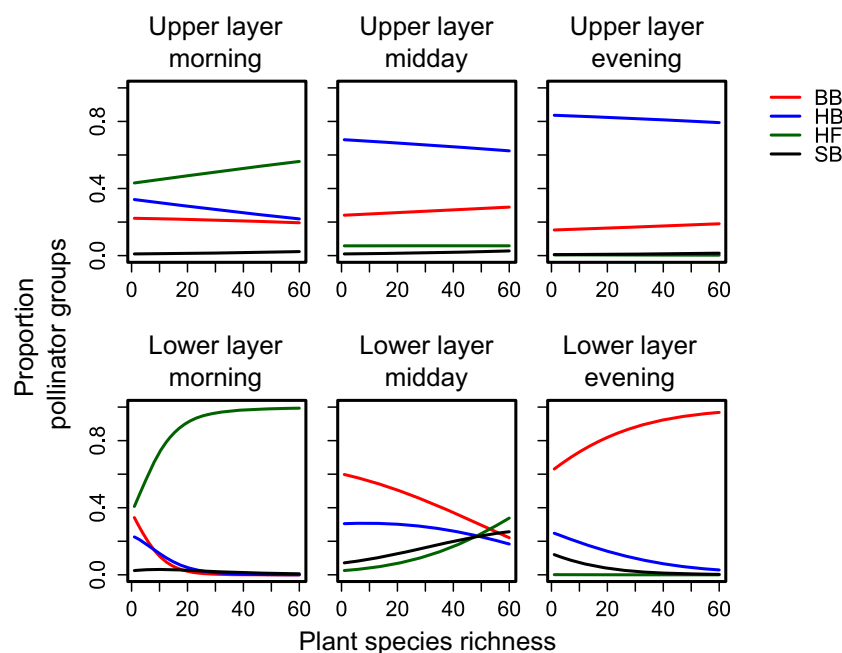 Upper layer
morning
Upper layer
midday
Upper layer
evening
BB
HB
HF
SB
0.8
0.4
0.0
0 20 40 60
0 20 40 60
0 20 40 60
Proportion
pollinator groups
Lower layer
morning
Lower layer
midday
Lower layer
evening
0.8
0.4
0.0
0 20 40 60
0 20 40 60
0 20 40 60
Plant species richness